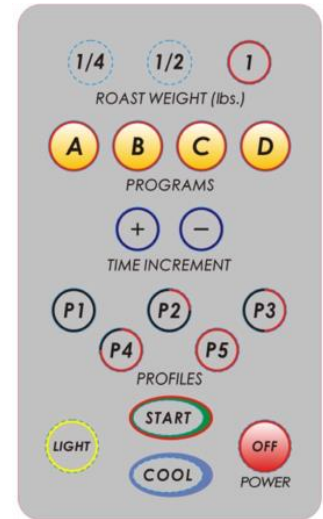 1/4 1/2 1
ROAST WEIGHT (lbs.)
A B C D
PROGRAMS
+ −
TIME INCREMENT
P1 P2 P3
P4 P5
PROFILES
START
LIGHT OFF
COOL
POWER